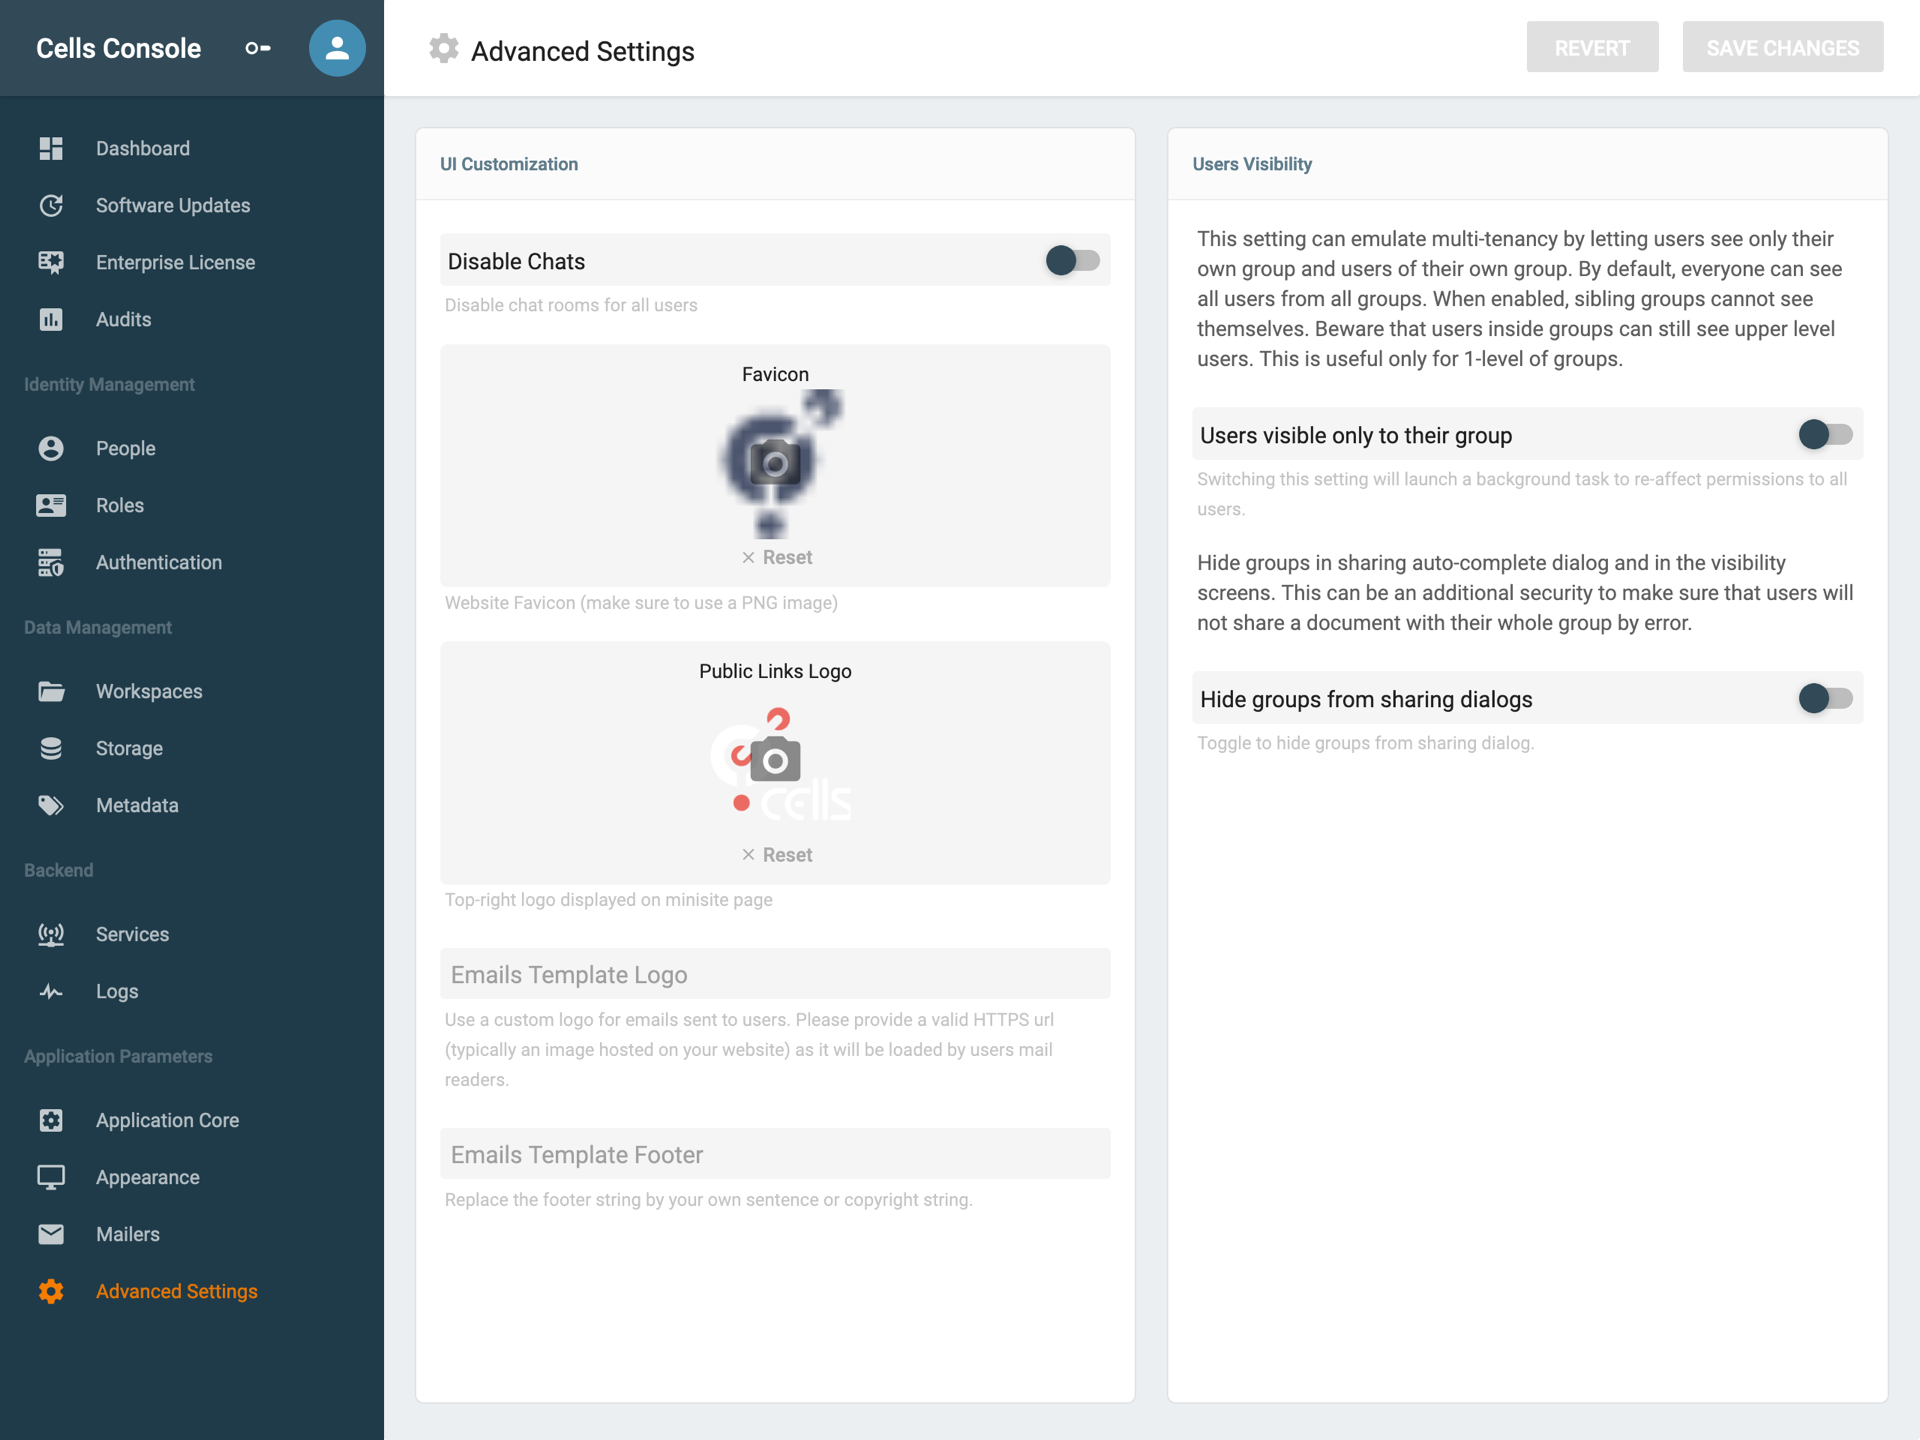 Cells Console
Advanced Settings
REVERT
SAVE CHANGES
Dashboard
Software Updates
Enterprise License
Audits
Identity Management
People
Roles
Authentication
Data Management
Workspaces
Storage
Metadata
Backend
Services
Logs
Application Parameters
Application Core
Appearance
Mailers
Advanced Settings
UI Customization
Disable Chats
Disable chat rooms for all users
Favicon
Reset
Website Favicon (make sure to use a PNG image)
Public Links Logo
cells
Reset
Top-right logo displayed on minisite page
Emails Template Logo
Use a custom logo for emails sent to users. Please provide a valid HTTPS url
(typically an image hosted on your website) as it will be loaded by users mail
readers.
Emails Template Footer
Replace the footer string by your own sentence or copyright string.
Users Visibility
This setting can emulate multi-tenancy by letting users see only their
own group and users of their own group. By default, everyone can see
all users from all groups. When enabled, sibling groups cannot see
themselves. Beware that users inside groups can still see upper level
users. This is useful only for 1-level of groups.
Users visible only to their group
Switching this setting will launch a background task to re-affect permissions to all
users.
Hide groups in sharing auto-complete dialog and in the visibility
screens. This can be an additional security to make sure that users will
not share a document with their whole group by error.
Hide groups from sharing dialogs
Toggle to hide groups from sharing dialog.